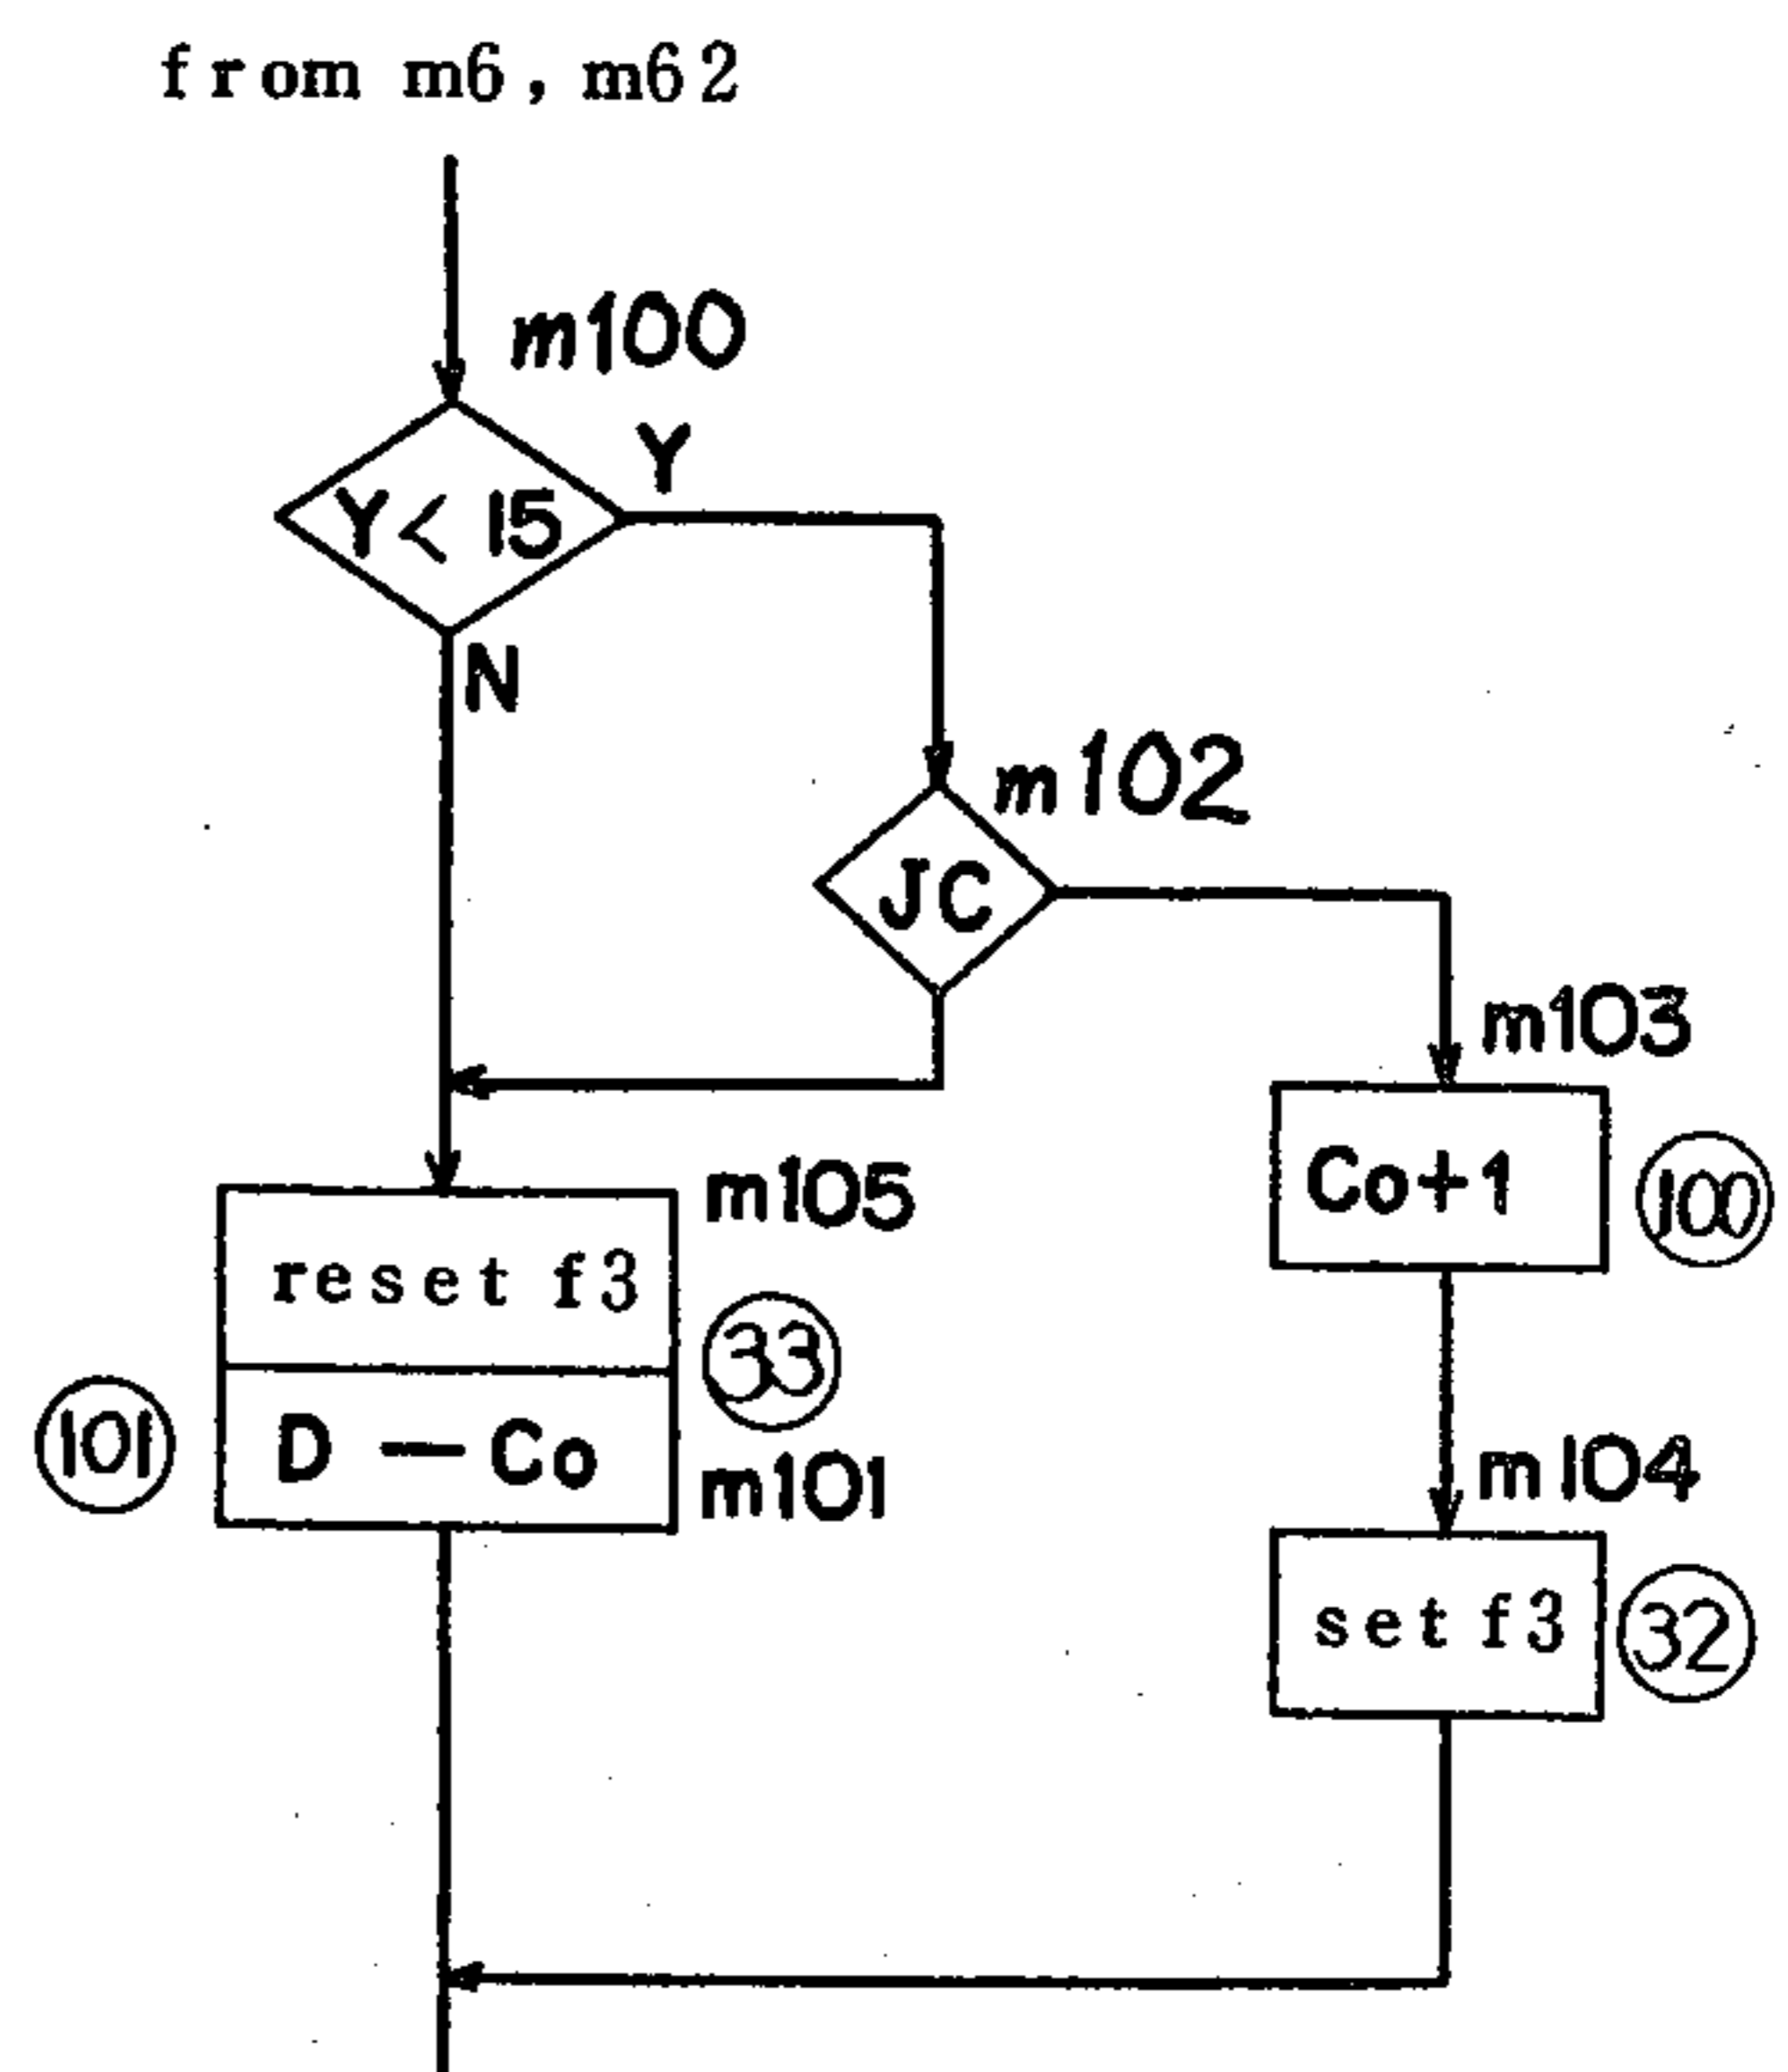 from m6, m62
m100
Y
Y< 15
N
m102
JC
m103
Co+1
100
m105
reset f3
33
101
D - Co
m101
m104
set f3
32